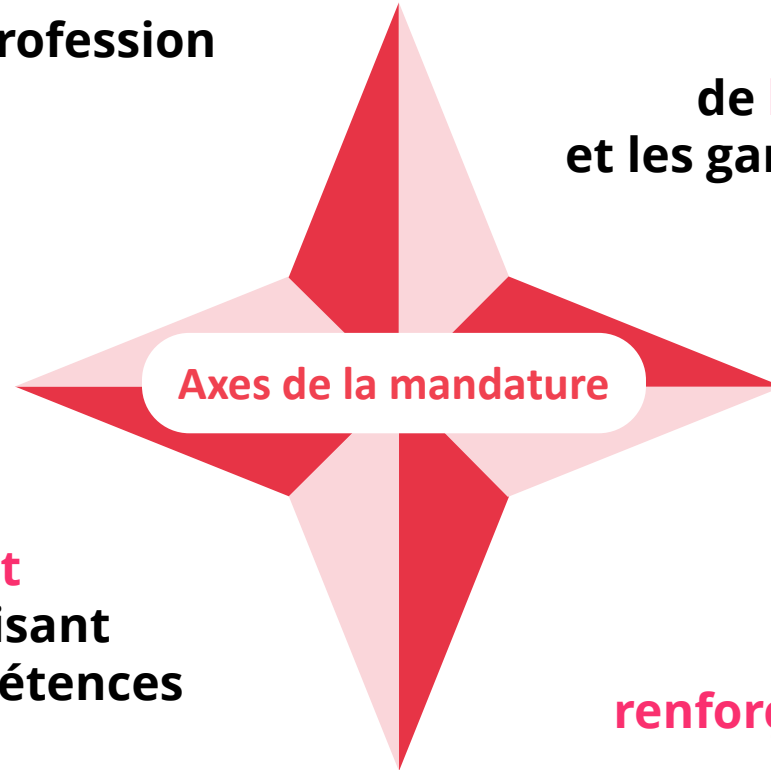 rofession
de
et les gar
Axes de la mandature
t
isant
étences
renforc